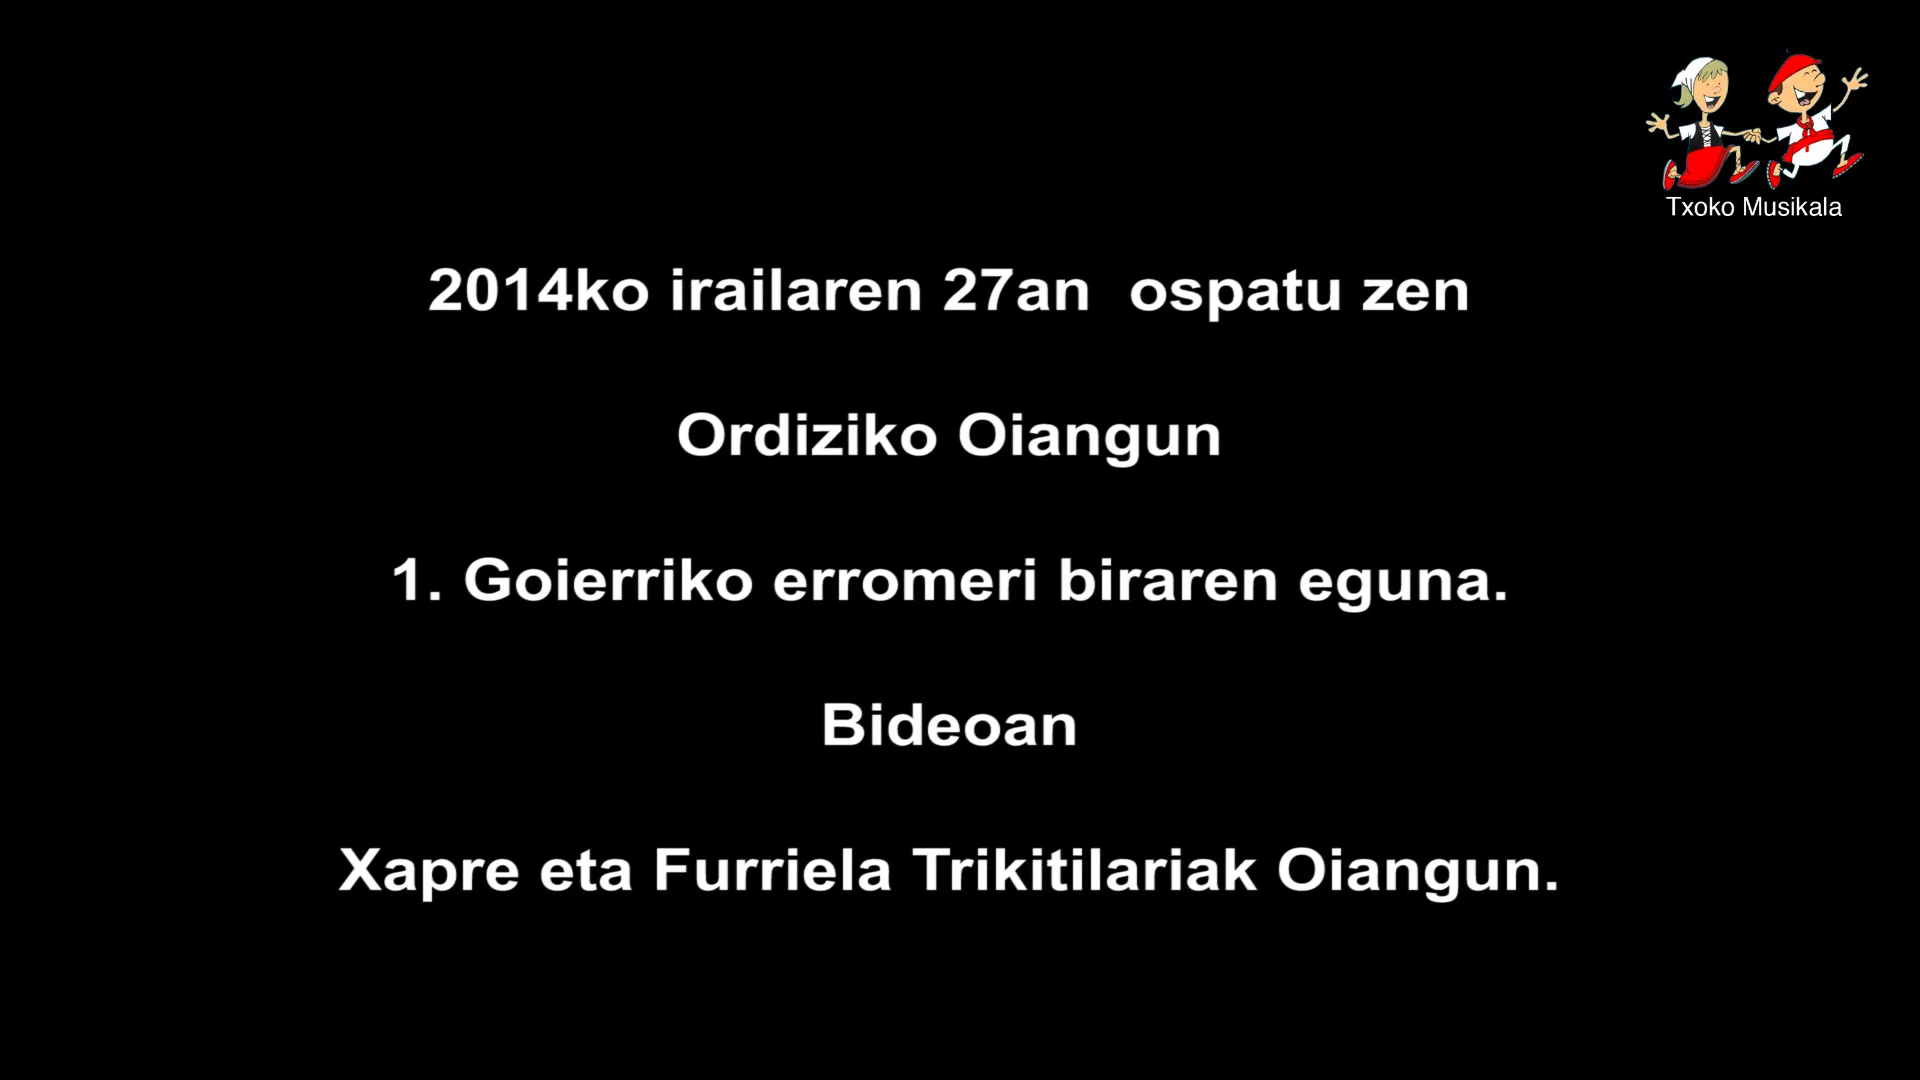 Txoko Musikala
2014ko irailaren 27an  ospatu zen
Ordiziko Oiangun
1. Goierriko erromeri biraren eguna.
Bideoan
Xapre eta Furriela Trikitilariak Oiangun.